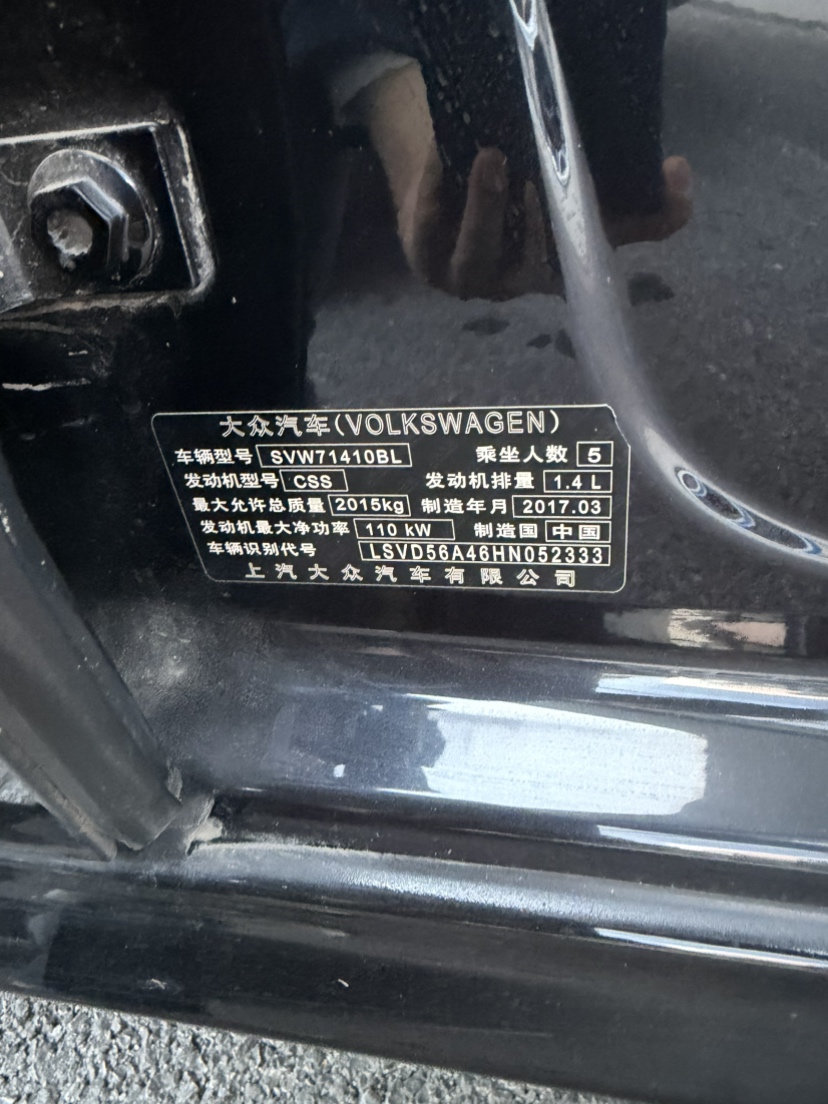 大众汽车(VOLKSWAGEN)
车辆型号 SVW71410BL 乘坐人数 5
发动机型号 CSS 发动机排量 1.4 L
最大允许总质量 2015kg 制造年月 2017.03
发动机最大净功率 110 kW 制造国 中国
车辆识别代号 LSVD56A46HN052333
上汽大众汽车有限公司